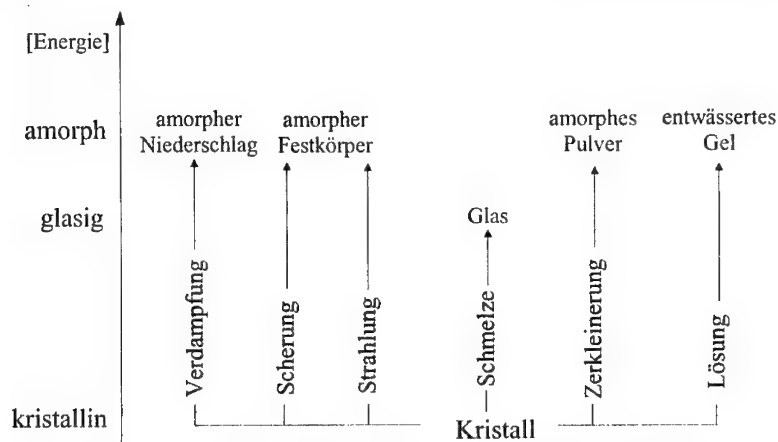 [Energie]
amorph
glasig
kristallin
amorpher
Niederschlag
amorpher
Festkörper
Glas
amorphes
Pulver
entwässertes
Gel
Verdampfung
Scherung
Strahlung
Schmelze
Zerkleinerung
Lösung
Kristall